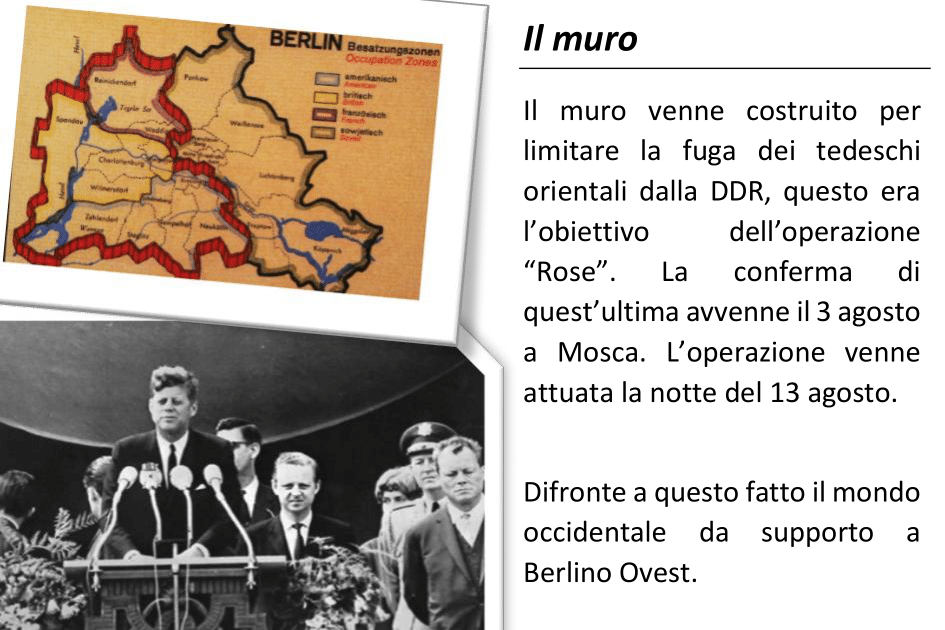 BERLIN Besatzungszonen
Occupation Zones
amerikanisch
American
britisch
British
französisch
French
sowjetisch
Soviet
Havel
Reinickendorf
Pankow
Tegeler See
Weißensee
Spandau
Wedding
Charlottenburg
Lichtenberg
Wilmersdorf
Havel
Zehlendorf
Wannsee
Steglitz
Tempelhof
Neukölln
Treptow
Köpenick
Il muro
Il muro venne costruito per
limitare la fuga dei tedeschi
orientali dalla DDR, questo era
l’obiettivo dell’operazione
“Rose”. La conferma di
quest’ultima avvenne il 3 agosto
a Mosca. L’operazione venne
attuata la notte del 13 agosto.
Difronte a questo fatto il mondo
occidentale da supporto a
Berlino Ovest.